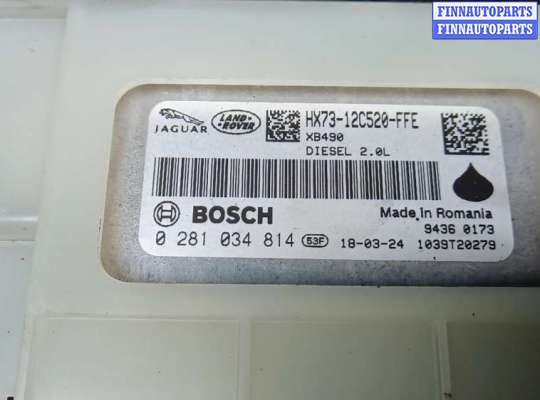 FINNAUTOPARTS
FINNAUTOPARTS
JAGUAR
LAND ROVER
HX73-12C520-FFE
XB490
DIESEL 2.0L
BOSCH
Made in Romania
9436 0173
0 281 034 814 53F 18-03-24 1039T20279